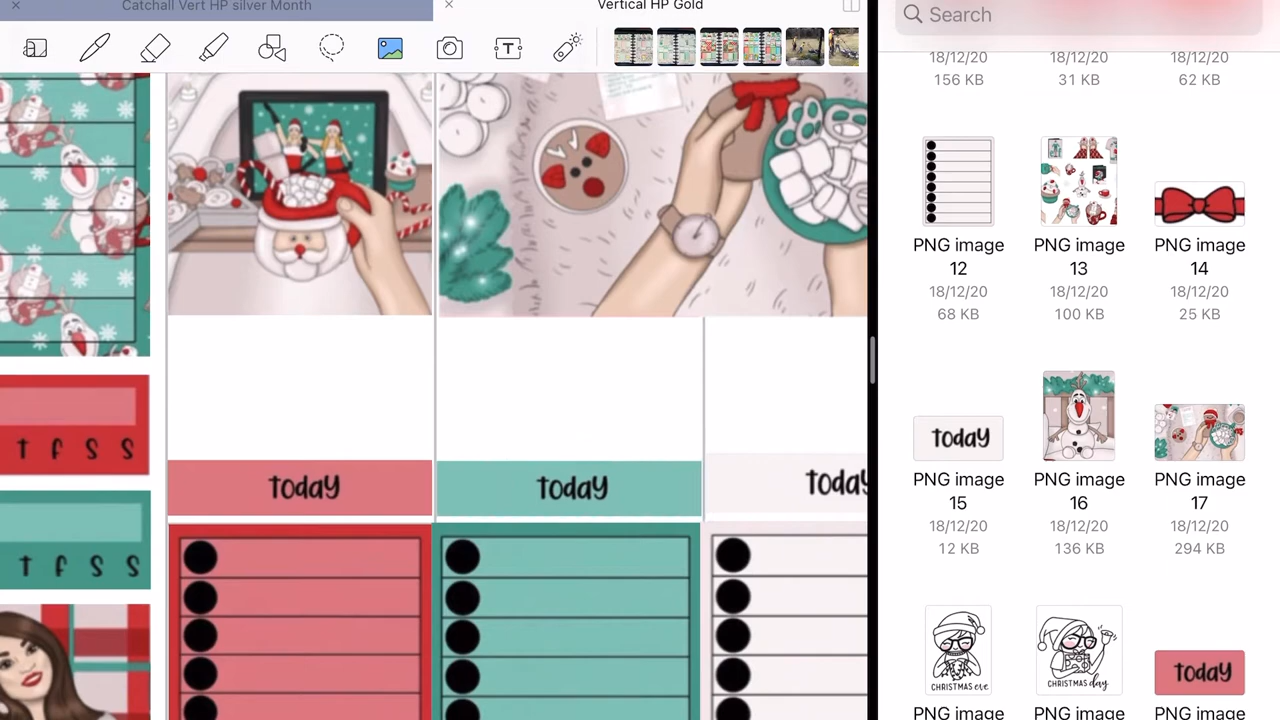 Catchall Vert HP silver Month
Vertical HP Gold
Search
18/12/20
156 KB
18/12/20
31 KB
18/12/20
62 KB
PNG image
12
18/12/20
68 KB
PNG image
13
18/12/20
100 KB
PNG image
14
18/12/20
25 KB
today
PNG image
15
18/12/20
12 KB
PNG image
16
18/12/20
136 KB
PNG image
17
18/12/20
294 KB
CHRISTMAS eve
PNG image
CHRISTMAS day
PNG image
today
PNG image
T
T F S S
T F S S
today
today
today